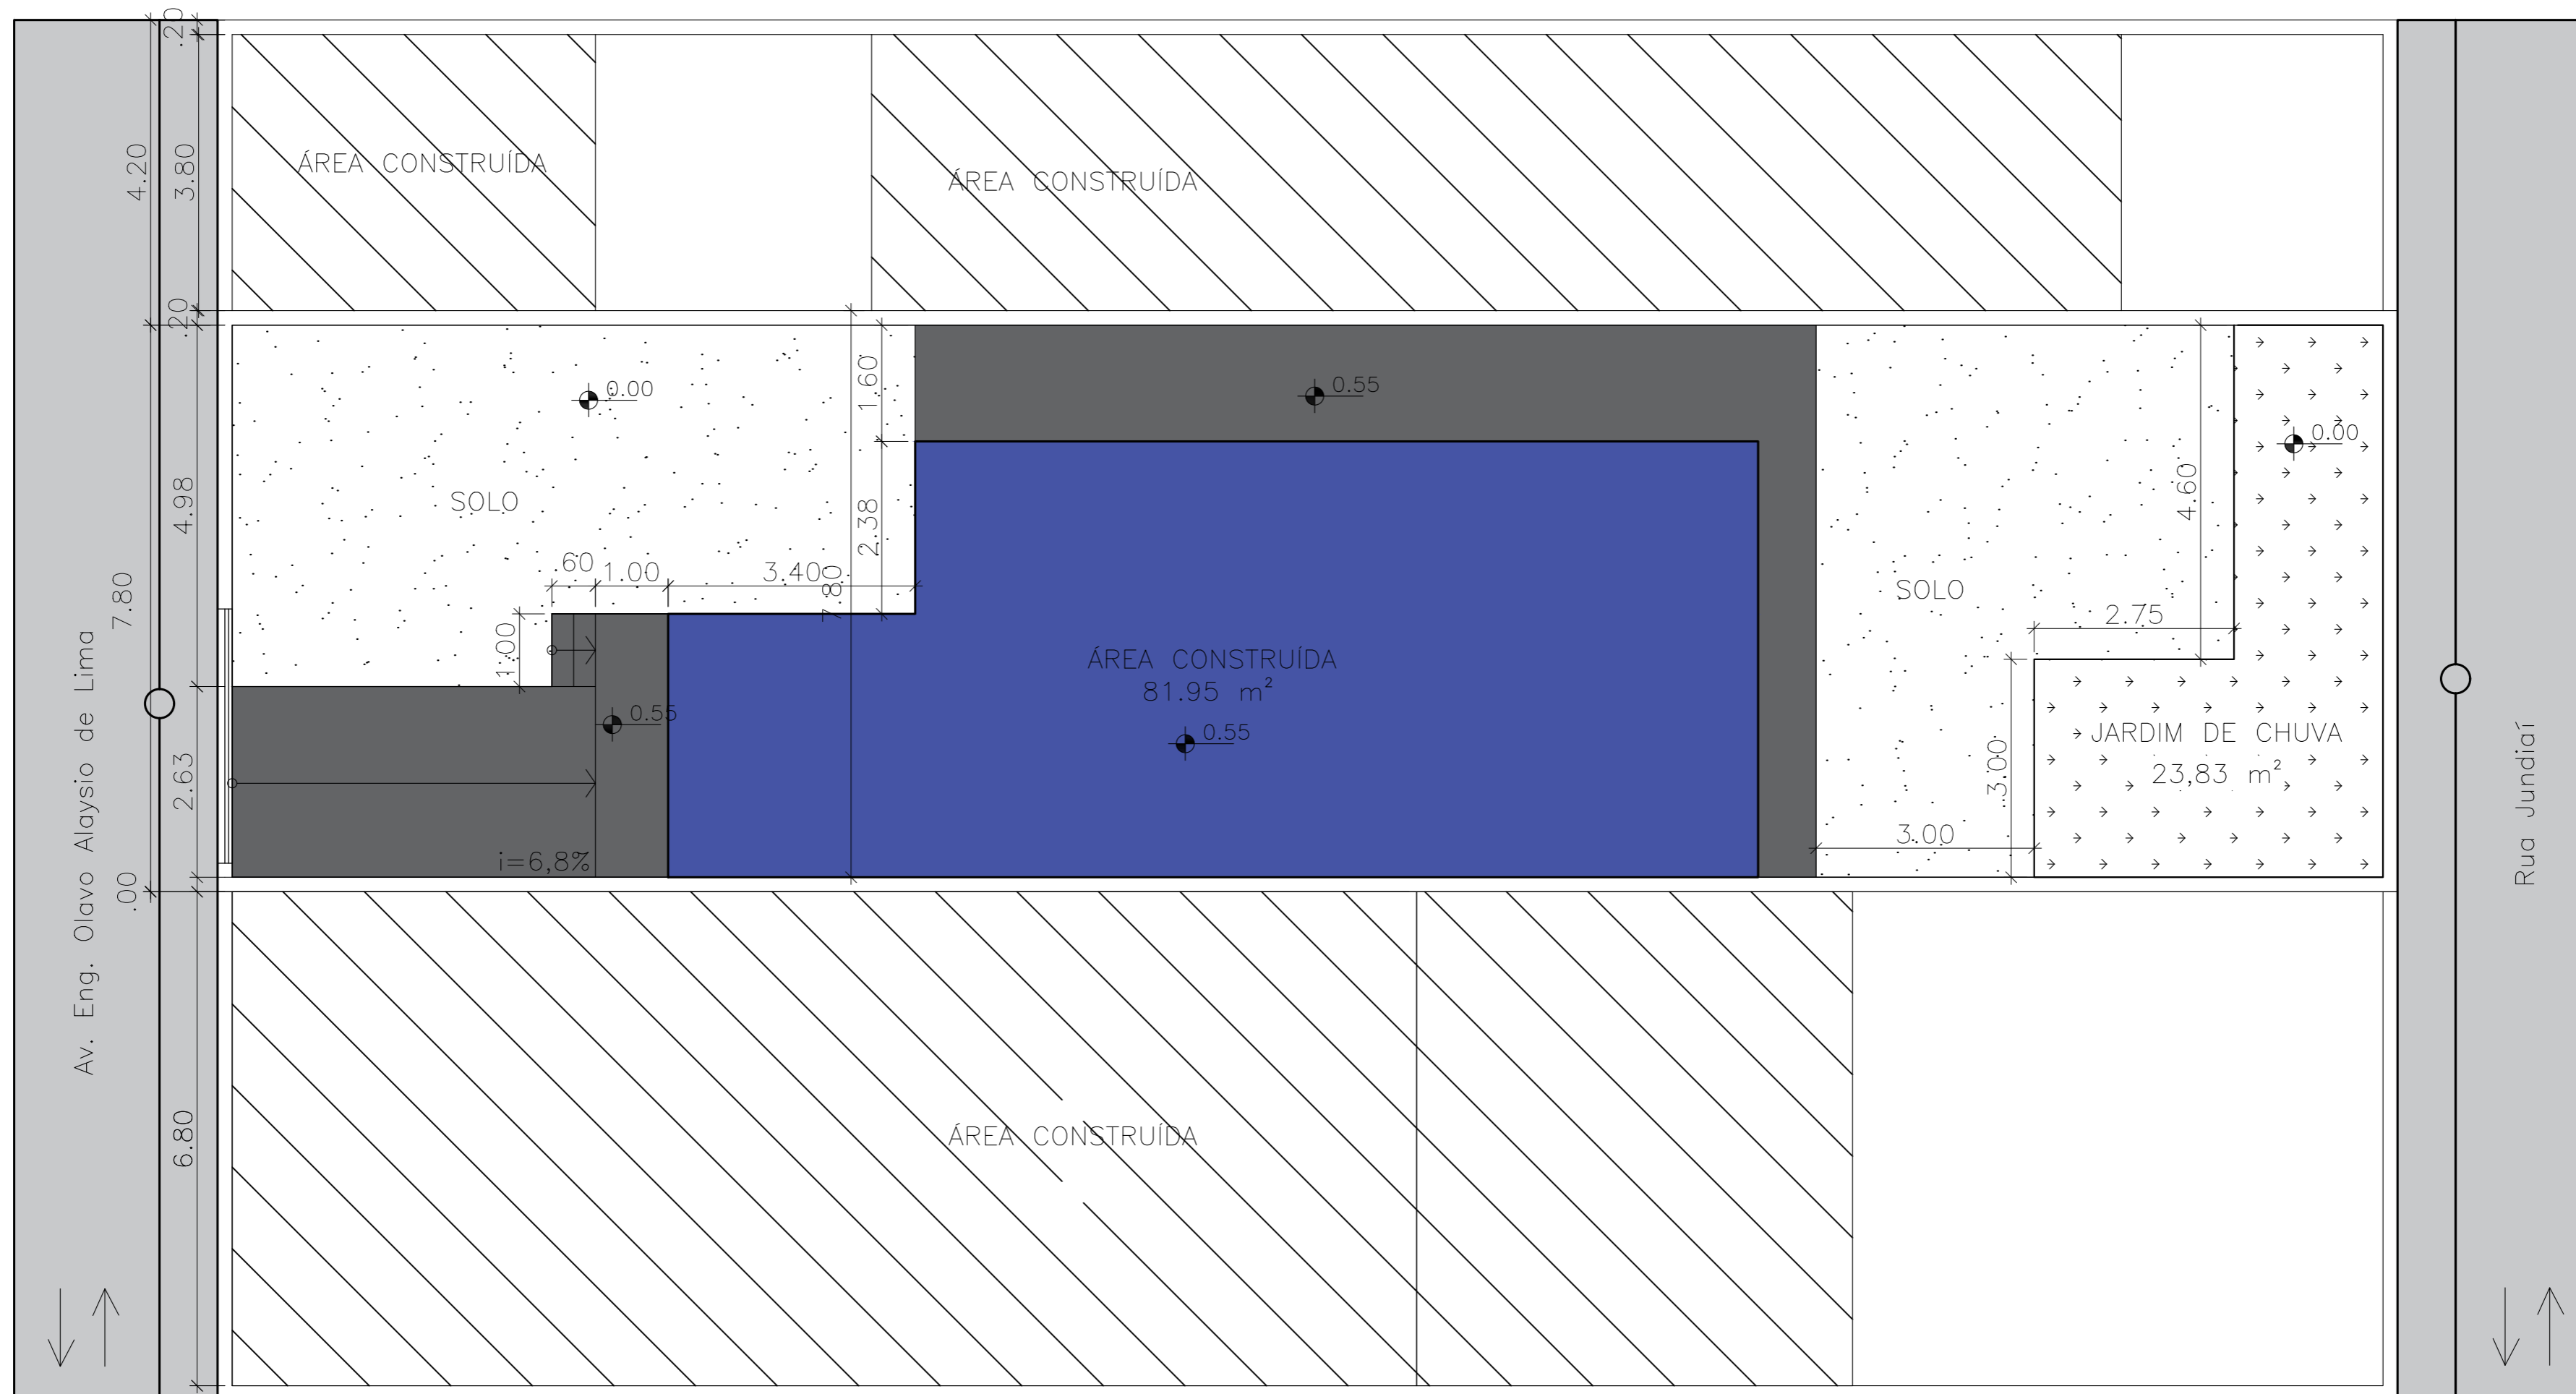 .20
4.20
3.80
ÁREA CONSTRUÍDA
ÁREA CONSTRUÍDA
.20
1.60
0.00
0.55
0.00
4.98
SOLO
2.38
4.60
.60
1.00
3.40
7.80
7.80
SOLO
2.75
1.00
ÁREA CONSTRUÍDA
81.95 m²
0.55
0.55
JARDIM DE CHUVA
23,83 m²
2.63
3.00
3.00
i=6,8%
.00
Av. Eng. Olavo Alaysio de Lima
Rua Jundiaí
6.80
ÁREA CONSTRUÍDA